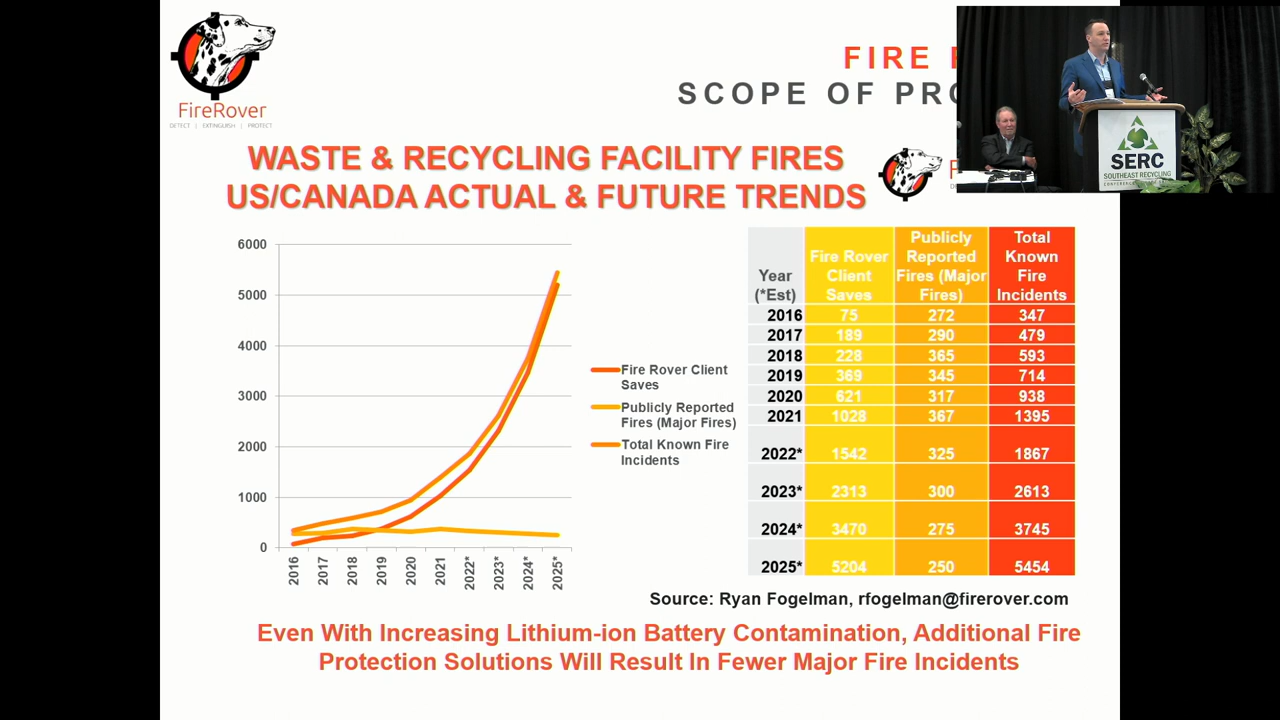 FireRover
DETECT | EXTINGUISH | PROTECT
FIRE
SCOPE OF
WASTE & RECYCLING FACILITY FIRES
US/CANADA ACTUAL & FUTURE TRENDS
SERC
SOUTHEAST RECYCLING
6000
5000
4000
3000
2000
1000
0
2016
2017
2018
2019
2020
2021
2022*
2023*
2024*
2025*
Fire Rover Client
Saves
Publicly Reported
Fires (Major Fires)
Total Known Fire
Incidents
Year
(*Est)
Fire Rover
Client
Saves
Publicly
Reported
Fires (Major
Fires)
Total
Known
Fire
Incidents
2016 75 272 347
2017 189 290 479
2018 228 365 593
2019 369 345 714
2020 621 317 938
2021 1028 367 1395
2022* 1542 325 1867
2023* 2313 300 2613
2024* 3470 275 3745
2025* 5204 250 5454
Source: Ryan Fogelman, rfogelman@firerover.com
Even With Increasing Lithium-ion Battery Contamination, Additional Fire
Protection Solutions Will Result In Fewer Major Fire Incidents